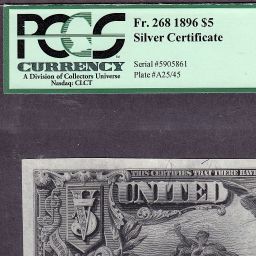 PCGS
CURRENCY
A Division of Collectors Universe
Nasdaq: CLCT
Fr. 268 1896 $5
Silver Certificate
Serial #5905861
Plate #A25/45
THIS CERTIFIES THAT THERE HAVE
UNITED